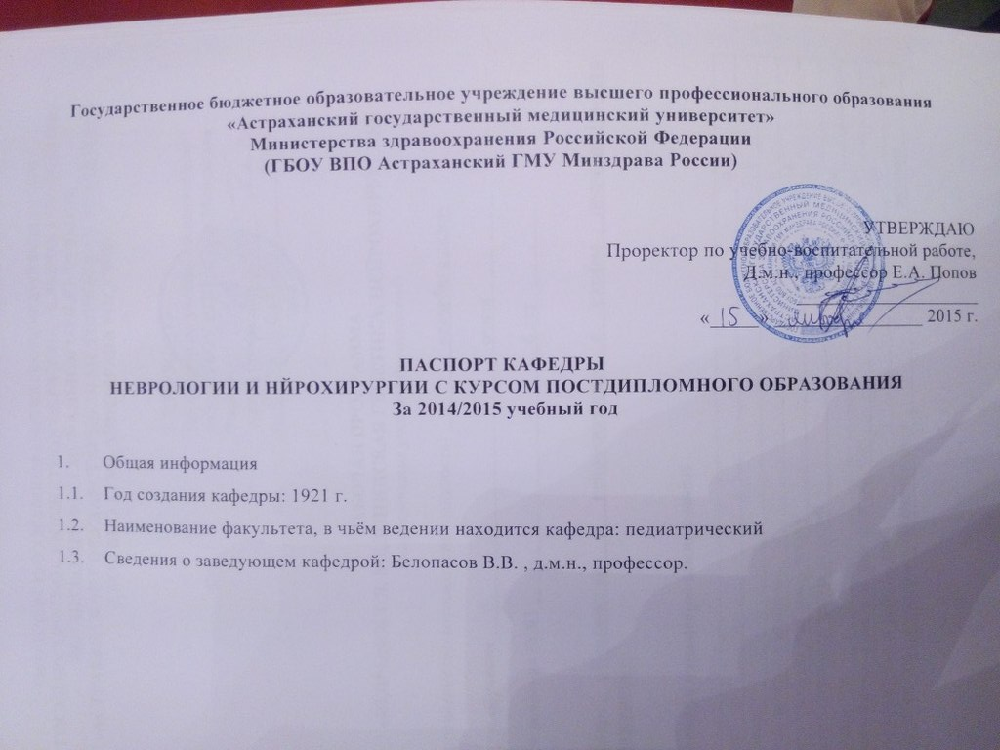 Государственное бюджетное образовательное учреждение высшего профессионального образования
«Астраханский государственный медицинский университет»
Министерства здравоохранения Российской Федерации
(ГБОУ ВПО Астраханский ГМУ Минздрава России)
УТВЕРЖДАЮ
Проректор по учебно-воспитательной работе,
Д.м.н., профессор Е.А. Попов
«15» января 2015 г.
ПАСПОРТ КАФЕДРЫ
НЕВРОЛОГИИ И НЙРОХИРУРГИИ С КУРСОМ ПОСТДИПЛОМНОГО ОБРАЗОВАНИЯ
За 2014/2015 учебный год
1. Общая информация
1.1. Год создания кафедры: 1921 г.
1.2. Наименование факультета, в чьём ведении находится кафедра: педиатрический
1.3. Сведения о заведующем кафедрой: Белопасов В.В. , д.м.н., профессор.